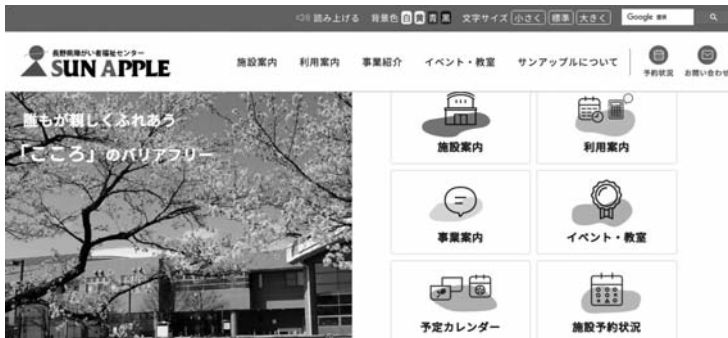 読み上げる 背景色 白 黄 青 黒 文字サイズ 小さく 標準 大きく Google 提供
長野県障がい者福祉センター
SUN APPLE
施設案内 利用案内 事業紹介 イベント・教室 サンアップルについて 予約状況 お問い合わせ
誰もが親しくふれあう
「こころ」のバリアフリー
施設案内 利用案内
事業案内 イベント・教室
予定カレンダー 施設予約状況